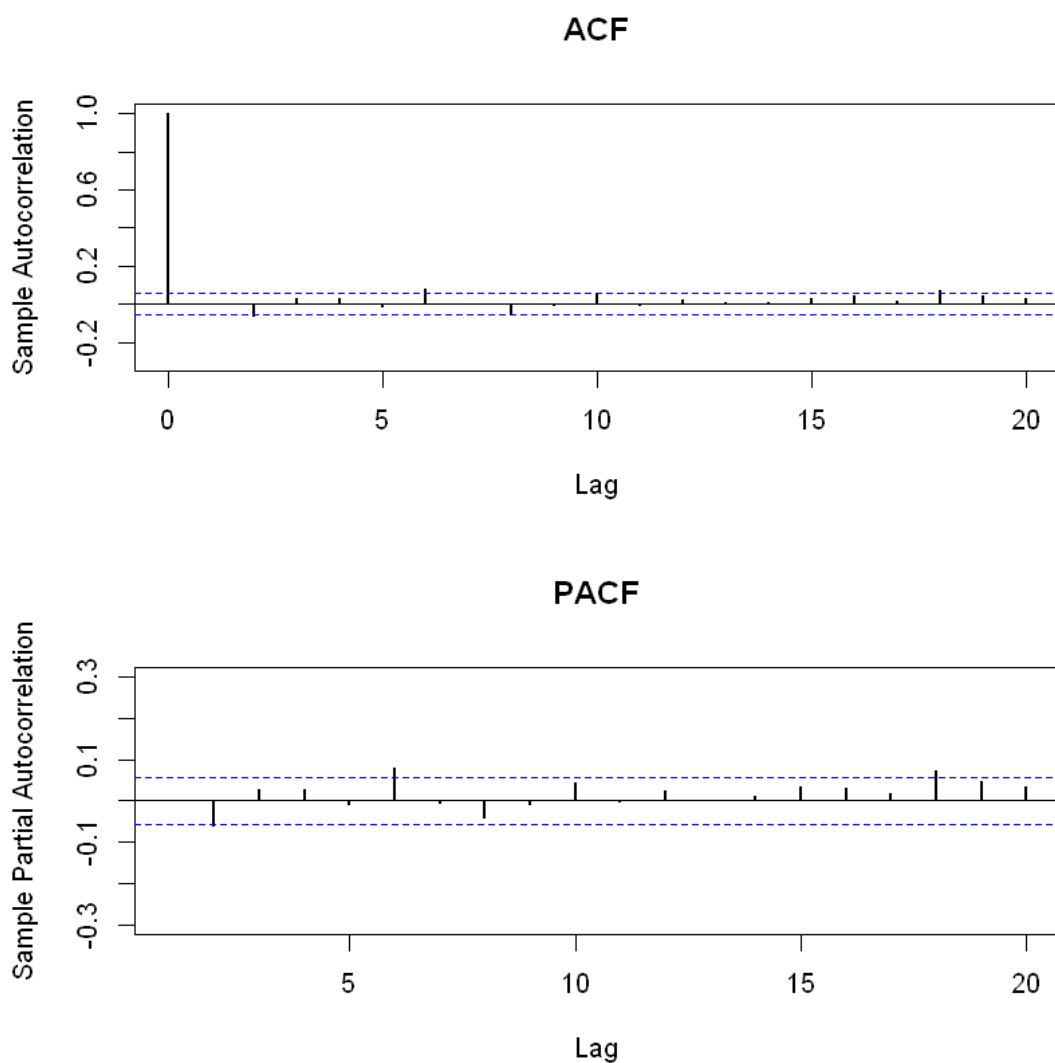 ACF
Sample Autocorrelation
1.0
0.6
0.2
-0.2
0 5 10 15 20
Lag
PACF
Sample Partial Autocorrelation
0.3
0.1
-0.1
-0.3
5 10 15 20
Lag